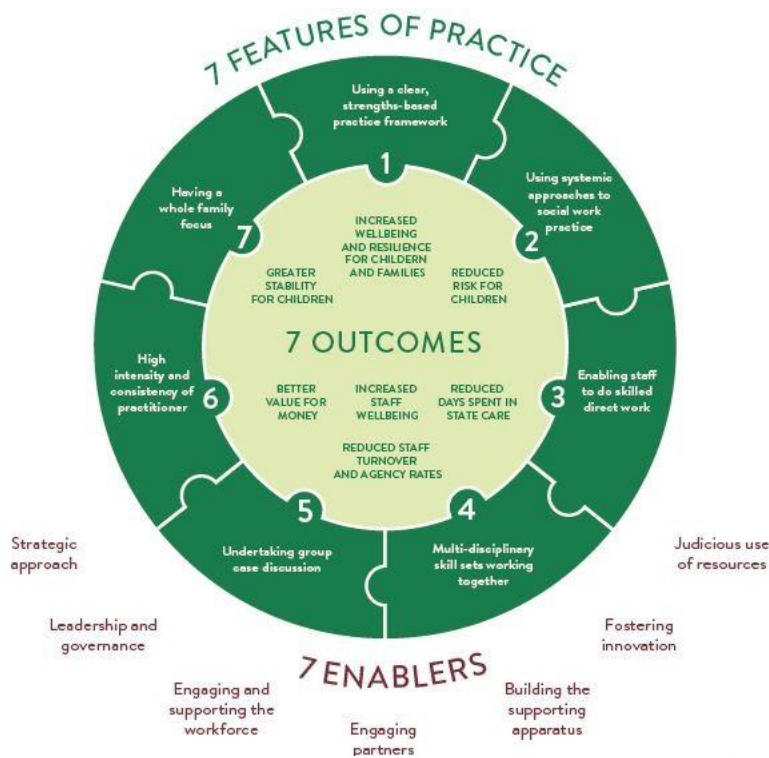 7 FEATURES OF PRACTICE
Using a clear,
strengths-based
practice framework
1
Using systemic
approaches to
social work
practice
2
Enabling staff
to do skilled
direct work
3
Multi-disciplinary
skill sets working
together
4
Undertaking group
case discussion
5
High
intensity and
consistency of
practitioner
6
Having a
whole family
focus
7
INCREASED
WELLBEING
AND RESILIENCE
FOR CHILDERN
AND FAMILIES
GREATER
STABILITY
FOR CHILDREN
REDUCED
RISK FOR
CHILDREN
7 OUTCOMES
BETTER
VALUE FOR
MONEY
INCREASED
STAFF
WELLBEING
REDUCED
DAYS SPENT IN
STATE CARE
REDUCED STAFF
TURNOVER
AND AGENCY RATES
7 ENABLERS
Strategic
approach
Leadership and
governance
Engaging and
supporting the
workforce
Engaging
partners
Building the
supporting
apparatus
Fostering
innovation
Judicious use
of resources